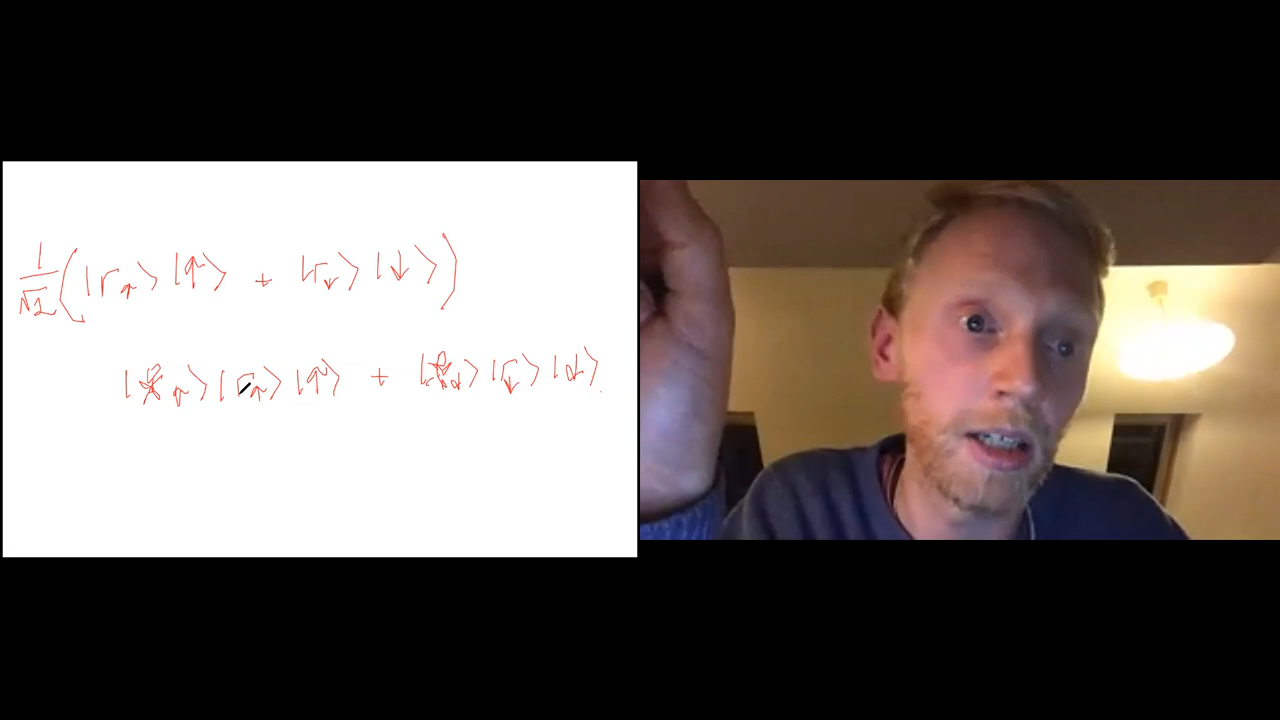 1/√2 (|r↑⟩ |↑⟩ + |r↓⟩ |↓⟩)
| ↑⟩ |r↑⟩ |↑⟩ + | ↓⟩ |r↓⟩ |↓⟩